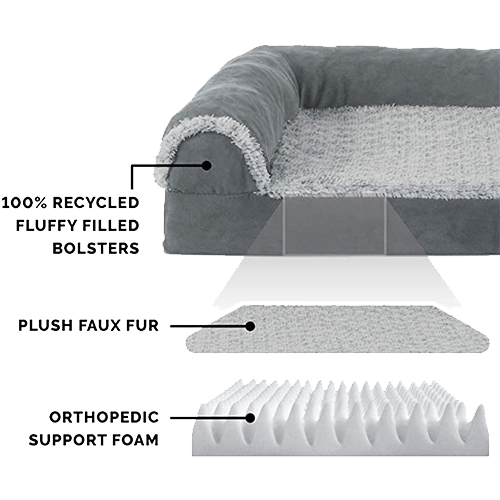 100% RECYCLED
FLUFFY FILLED
BOLSTERS
PLUSH FAUX FUR
ORTHOPEDIC
SUPPORT FOAM